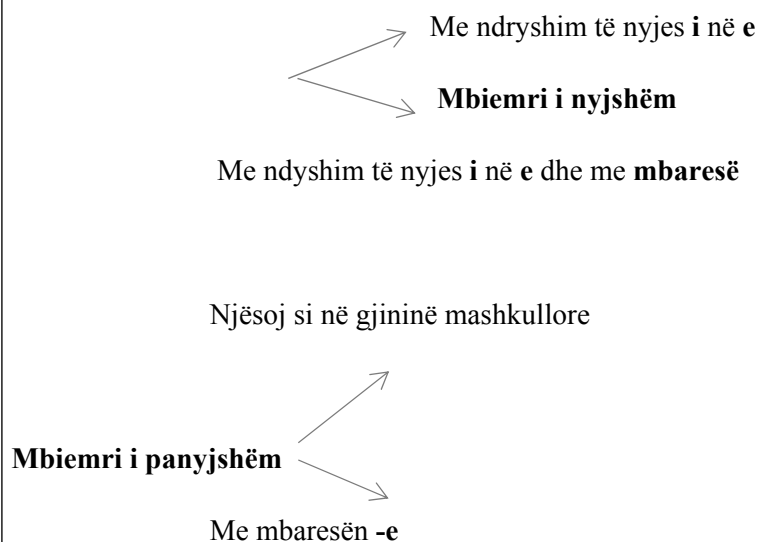 Me ndryshim të nyjes i në e
Mbiemri i nyjshëm
Me ndyshim të nyjes i në e dhe me mbaresë
Njësoj si në gjininë mashkullore
Mbiemri i panyjshëm
Me mbaresën -e